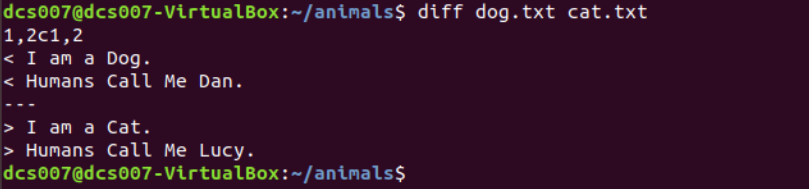 dcs007@dcs007-VirtualBox:~/animals$ diff dog.txt cat.txt
1,2c1,2
< I am a Dog.
< Humans Call Me Dan.
---
> I am a Cat.
> Humans Call Me Lucy.
dcs007@dcs007-VirtualBox:~/animals$